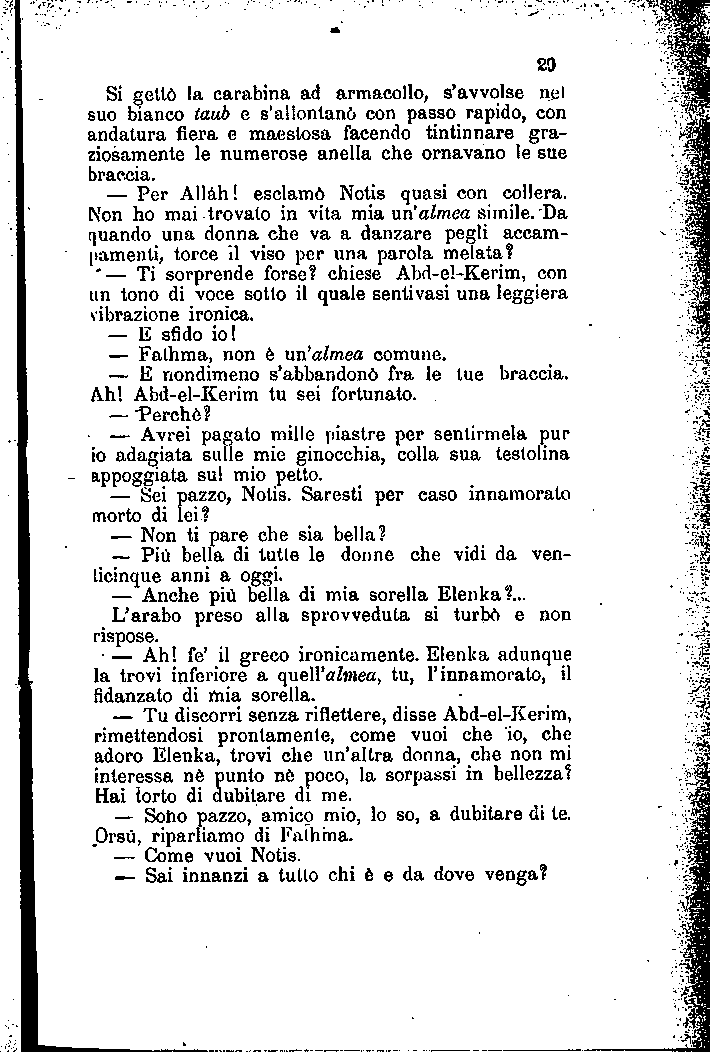 29
Si gettò la carabina ad armacollo, s'avvolse nel
suo bianco taub e s'allontanò con passo rapido, con
andatura fiera e maestosa facendo tintinnare gra-
ziosamente le numerose anella che ornavano le sue
braccia.
— Per Allàh! esclamò Notis quasi con collera.
Non ho mai trovato in vita mia un'almea simile. Da
quando una donna che va a danzare pegli accam-
pamenti, torce il viso per una parola melata?
— Ti sorprende forse? chiese Abd-el-Kerim, con
un tono di voce sotto il quale sentivasi una leggiera
vibrazione ironica.
— E sfido io!
— Fathma, non è un'almea comune.
— E nondimeno s'abbandonò fra le tue braccia.
Ah! Abd-el-Kerim tu sei fortunato.
— Perchè?
— Avrei pagato mille piastre per sentirmela pur
io adagiata sulle mie ginocchia, colla sua testolina
appoggiata sul mio petto.
— Sei pazzo, Notis. Saresti per caso innamorato
morto di lei?
— Non ti pare che sia bella?
— Più bella di tutte le donne che vidi da ven-
ticinque anni a oggi.
— Anche più bella di mia sorella Elenka?...
L'arabo preso alla sprovveduta si turbò e non
rispose.
— Ah! fe' il greco ironicamente. Elenka adunque
la trovi inferiore a quell'almea, tu, l'innamorato, il
fidanzato di mia sorella.
— Tu discorri senza riflettere, disse Abd-el-Kerim,
rimettendosi prontamente, come vuoi che io, che
adoro Elenka, trovi che un'altra donna, che non mi
interessa nè punto nè poco, la sorpassi in bellezza?
Hai torto di dubitare di me.
— Sono pazzo, amico mio, lo so, a dubitare di te.
Orsù, riparliamo di Fathma.
— Come vuoi Notis.
— Sai innanzi a tutto chi è e da dove venga?